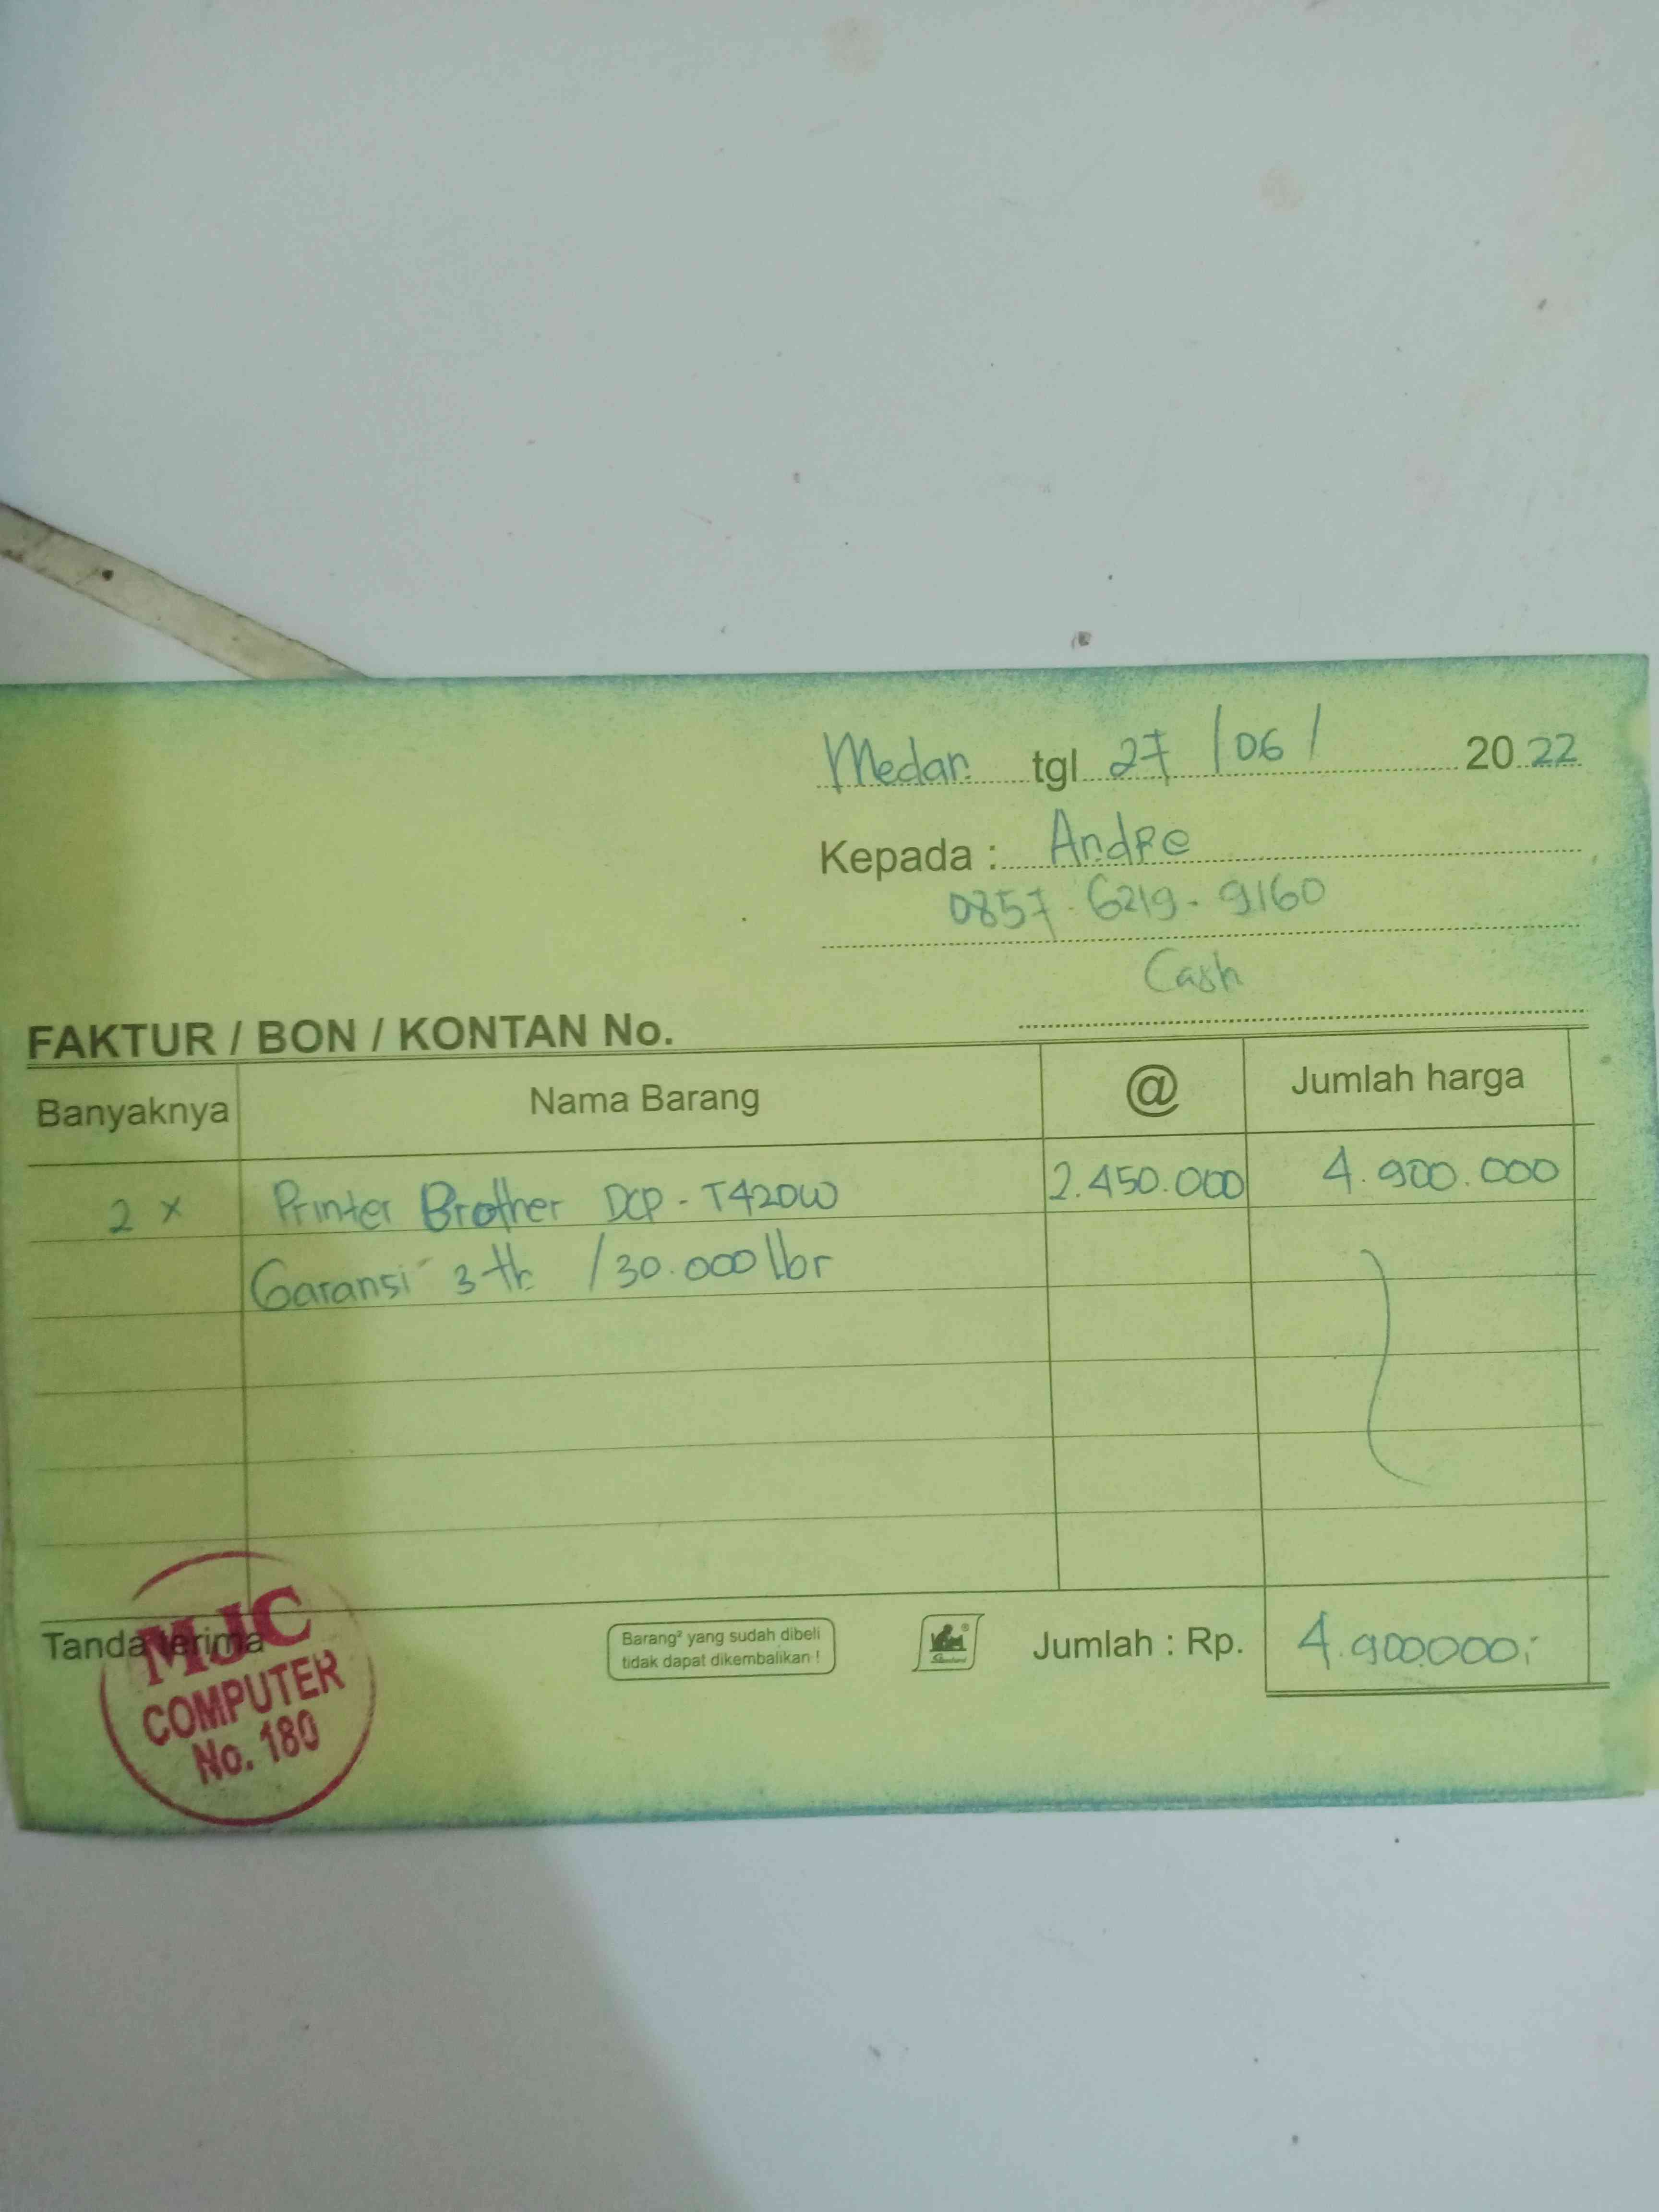 Medan tgl 27 / 06 / 2022
Kepada : Andre
0857 - 6219 - 9160
Cash
FAKTUR / BON / KONTAN No.
Banyaknya Nama Barang @ Jumlah harga
2 x Printer Brother DCP - T420W 2.450.000 4.900.000
Garansi 3 th / 30.000 lbr
Tanda terima
Barang² yang sudah dibeli
tidak dapat dikembalikan !
Jumlah : Rp. 4.900.000;
MJC
COMPUTER
No. 180